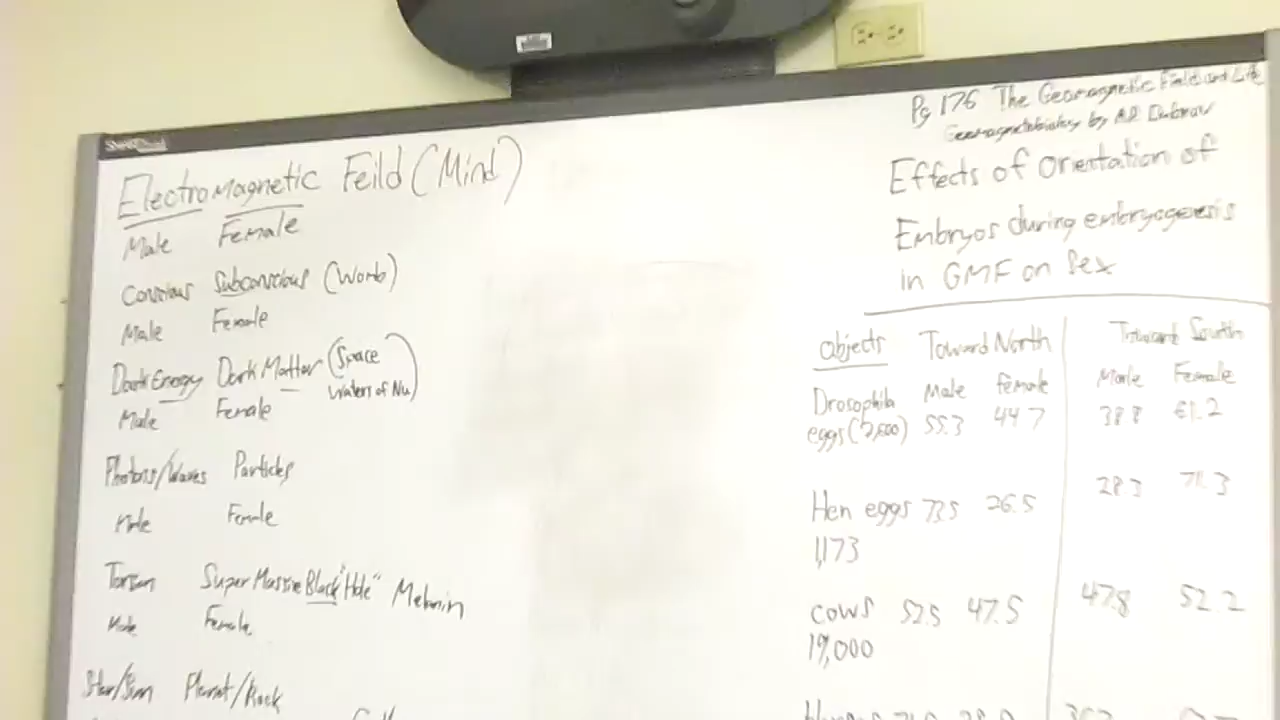 ElectroMagnetic Feild (Mind)
Male Female
Conscious Subconscious (Womb)
Male Female
Dark Energy Dark Matter (Space
Waters of Nu)
Male Female
Photons/Waves Particles
Male Female
Super Massive Black "Hole" Melanin
Male Female
Star/Sun Planet/Rock
Pg 176 The Geomagnetic Field and Life
Geomagnetobiology by A.P. Dubrov
Effects of orientation of
Embryos during embryogenesis
in GMF on Sex
objects Toward North Toward South
Male female Male Female
Drosophila
eggs (2,600) 55.3 44.7 38.8 61.2
Hen eggs 73.5 26.5 28.3
1,173
cows 52.5 47.5 47.8 52.2
19,000